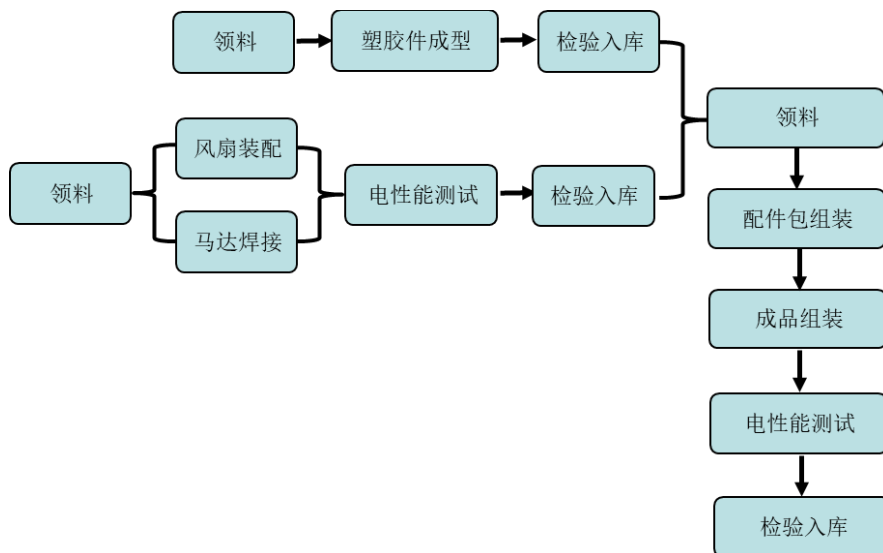 领料
塑胶件成型
检验入库
领料
风扇装配
领料
电性能测试
检验入库
马达焊接
配件包组装
成品组装
电性能测试
检验入库